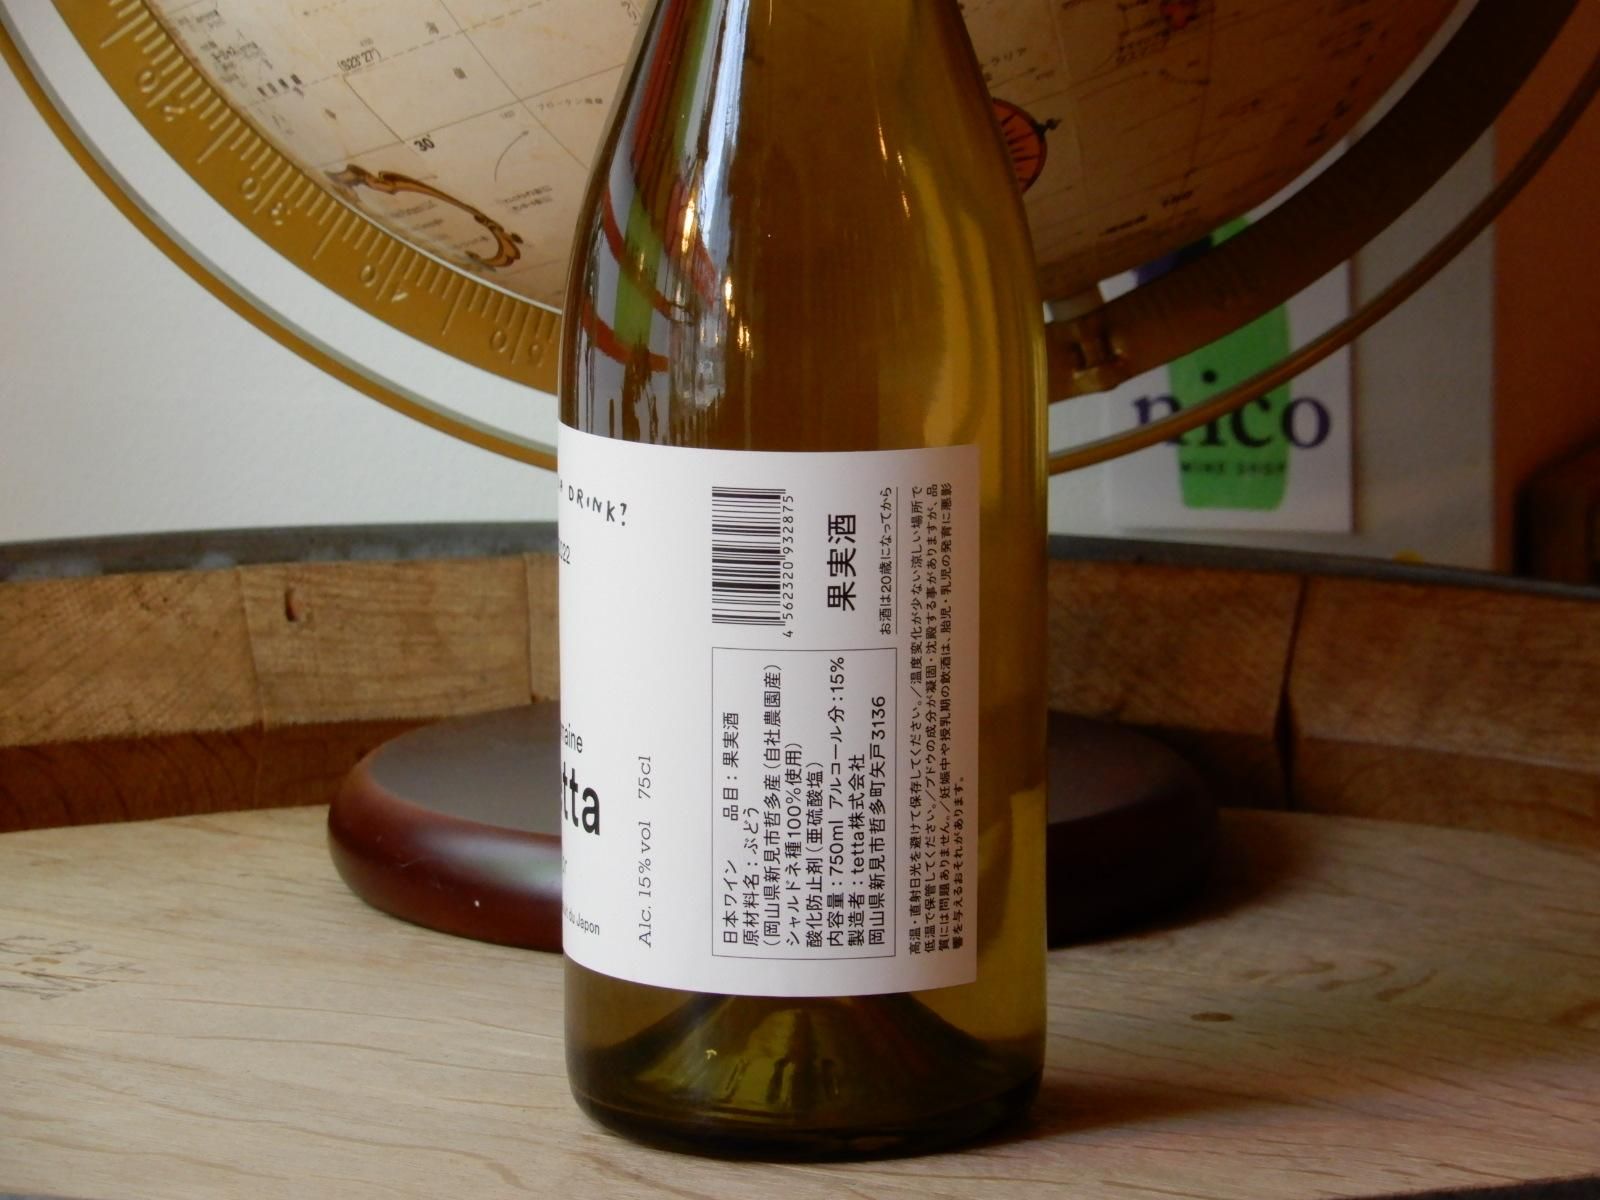 (S23°27')
30°
nico
WINE SHOP
DRINK?
tta
du Japon
Alc. 15% vol 75cl
4 562320 932875
果実酒
お酒は20歳になってから
日本ワイン 品目：果実酒
原材料名：ぶどう
(岡山県新見市哲多産(自社農園産)
シャルドネ種100%使用)
酸化防止剤(亜硫酸塩)
内容量：750ml アルコール分：15%
製造者：tetta株式会社
岡山県新見市哲多町矢戸3136
高温・直射日光を避けて保存してください。／温度変化が少ない涼しい場所で
低温で保管してください。／ブドウの成分が凝固・沈殿する事がありますが、品
質には問題ありません。／妊娠中や授乳期の飲酒は、胎児・乳児の発育に悪影
響を与えるおそれがあります。